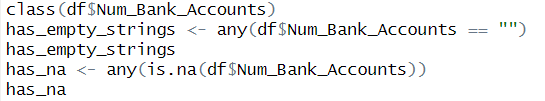 class(df$Num_Bank_Accounts)
has_empty_strings <- any(df$Num_Bank_Accounts == "")
has_empty_strings
has_na <- any(is.na(df$Num_Bank_Accounts))
has_na